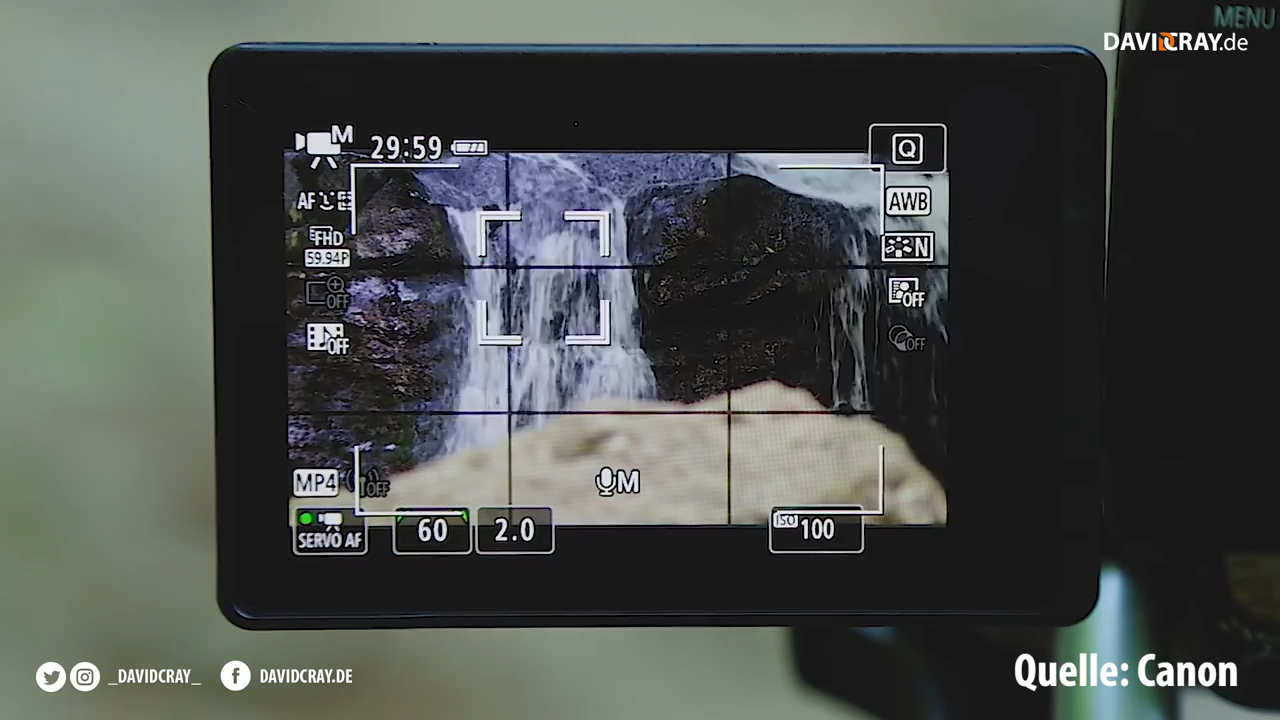 MENU
DAVIDCRAY.de
M
29:59
Q
AF
AWB
FHD
59.94P
N
OFF
OFF
OFF
OFF
MP4
OFF
M
SERVO AF
60
2.0
ISO
100
_DAVIDCRAY_
DAVIDCRAY.DE
Quelle: Canon